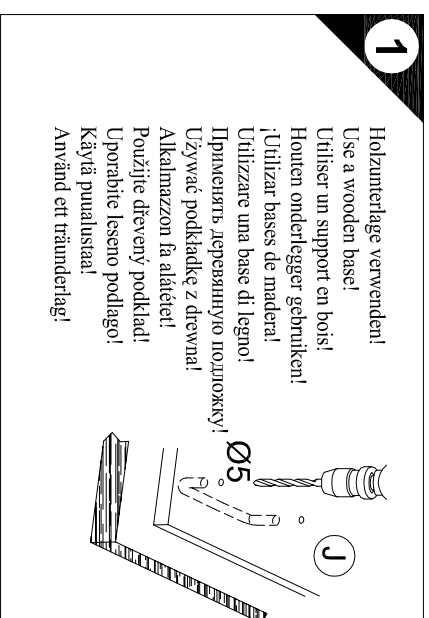 1
Holzunterlage verwenden!
Use a wooden base!
Utiliser un support en bois!
Houten onderlegger gebruiken!
¡Utilizar bases de madera!
Utilizzare una base di legno!
Применять деревянную подложку!
Używać podkładkę z drewna!
Alkalmazzon fa alátétet!
Použijte dřevený podklad!
Uporabite leseno podlago!
Käytä puualustaa!
Använd ett träunderlag!
Ø5
J